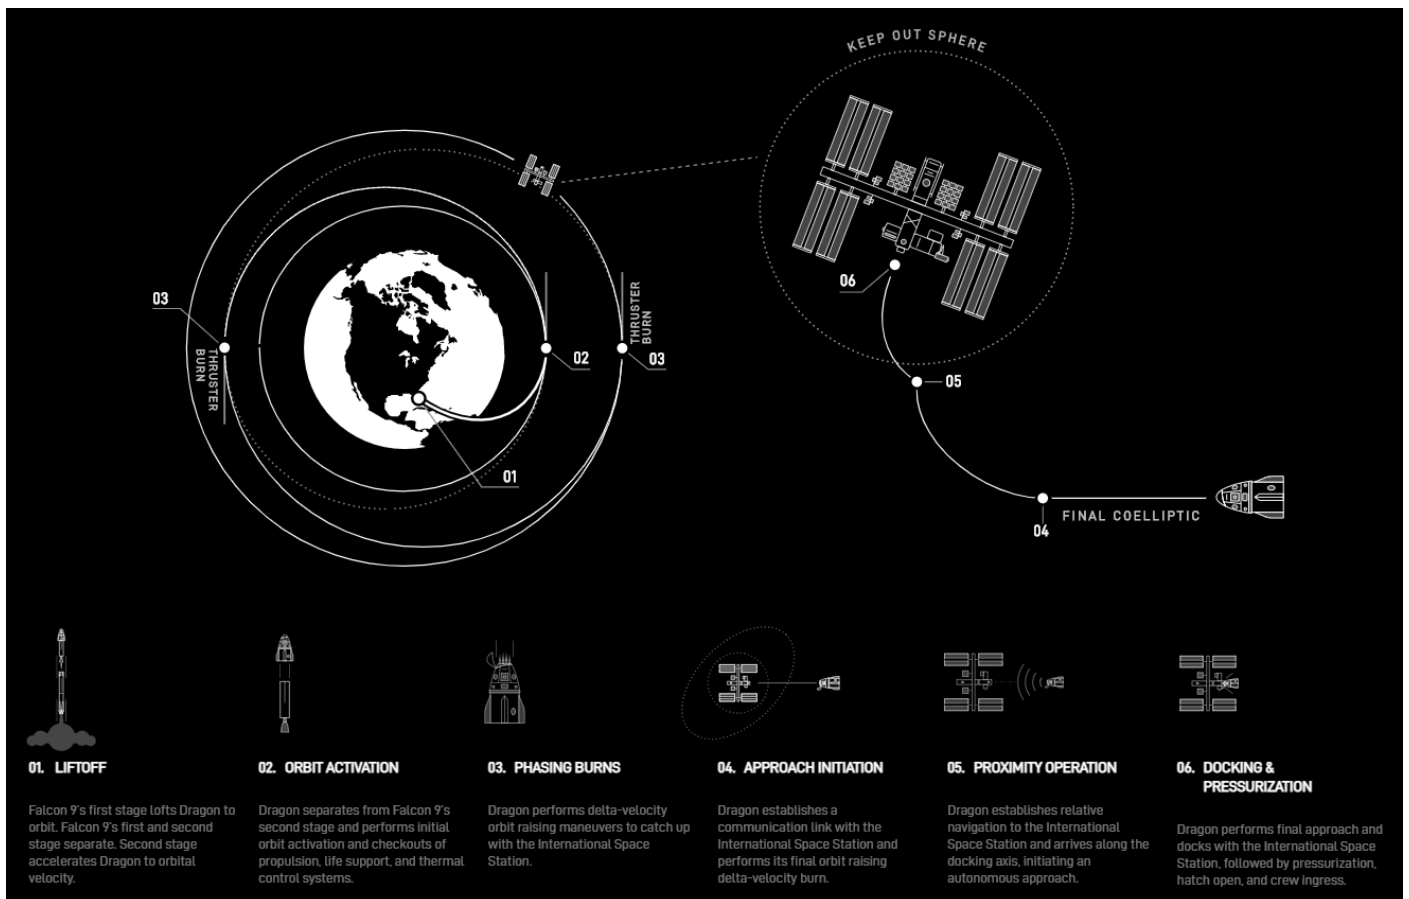 KEEP OUT SPHERE
03
THRUSTER
BURN
02
THRUSTER
BURN
03
01
06
05
04
FINAL COELLIPTIC
01. LIFTOFF
Falcon 9's first stage lofts Dragon to
orbit. Falcon 9's first and second
stage separate. Second stage
accelerates Dragon to orbital
velocity.
02. ORBIT ACTIVATION
Dragon separates from Falcon 9's
second stage and performs initial
orbit activation and checkouts of
propulsion, life support, and thermal
control systems.
03. PHASING BURNS
Dragon performs delta-velocity
orbit raising maneuvers to catch up
with the International Space
Station.
04. APPROACH INITIATION
Dragon establishes a
communication link with the
International Space Station and
performs its final orbit raising
delta-velocity burn.
05. PROXIMITY OPERATION
Dragon establishes relative
navigation to the International
Space Station and arrives along the
docking axis, initiating an
autonomous approach.
06. DOCKING &
PRESSURIZATION
Dragon performs final approach and
docks with the International Space
Station, followed by pressurization,
hatch open, and crew ingress.